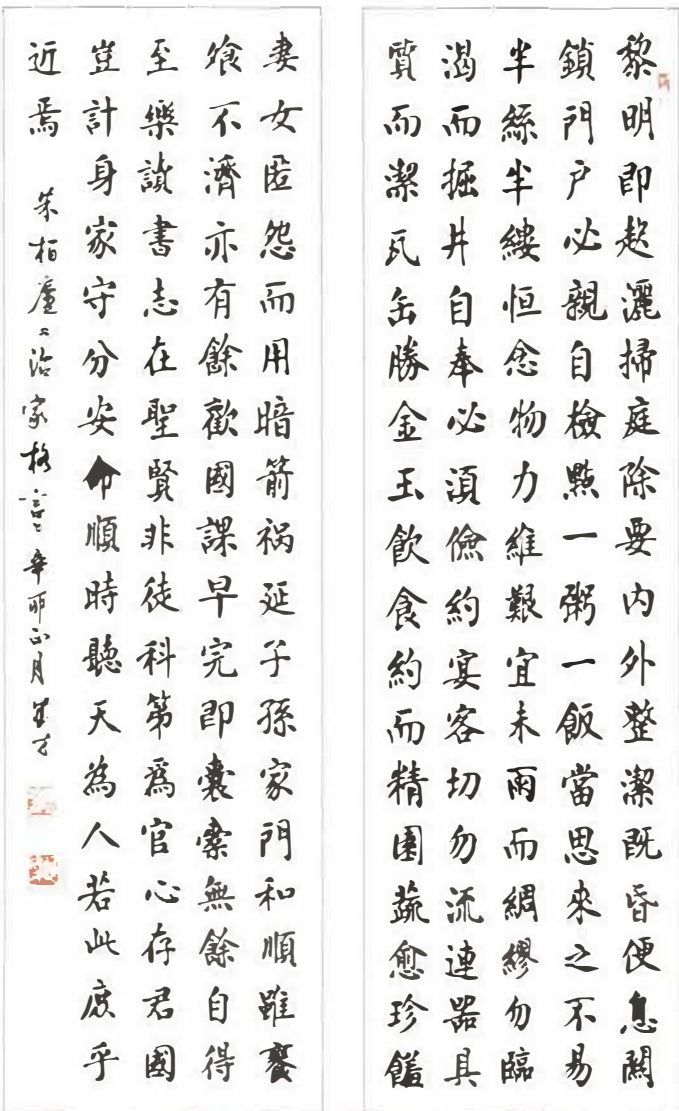 黎明即起灑掃庭除要内外整潔既昏便息關
鎖門户必親自檢點一粥一飯當思來之不易
半絲半縷恒念物力維艱宜未雨而綢繆勿臨
渴而掘井自奉必須儉約宴客切勿流連器具
質而潔瓦缶勝金玉飲食約而精園蔬愈珍饈
妻女匿怨而用暗箭祸延子孫家門和順雖饔
飱不濟亦有餘歡國課早完即囊橐無餘自得
至樂讀書志在聖賢非徒科第爲官心存君國
豈計身家守分安命順時聽天為人若此庶乎
近焉
朱柏廬治家格言辛卯正月